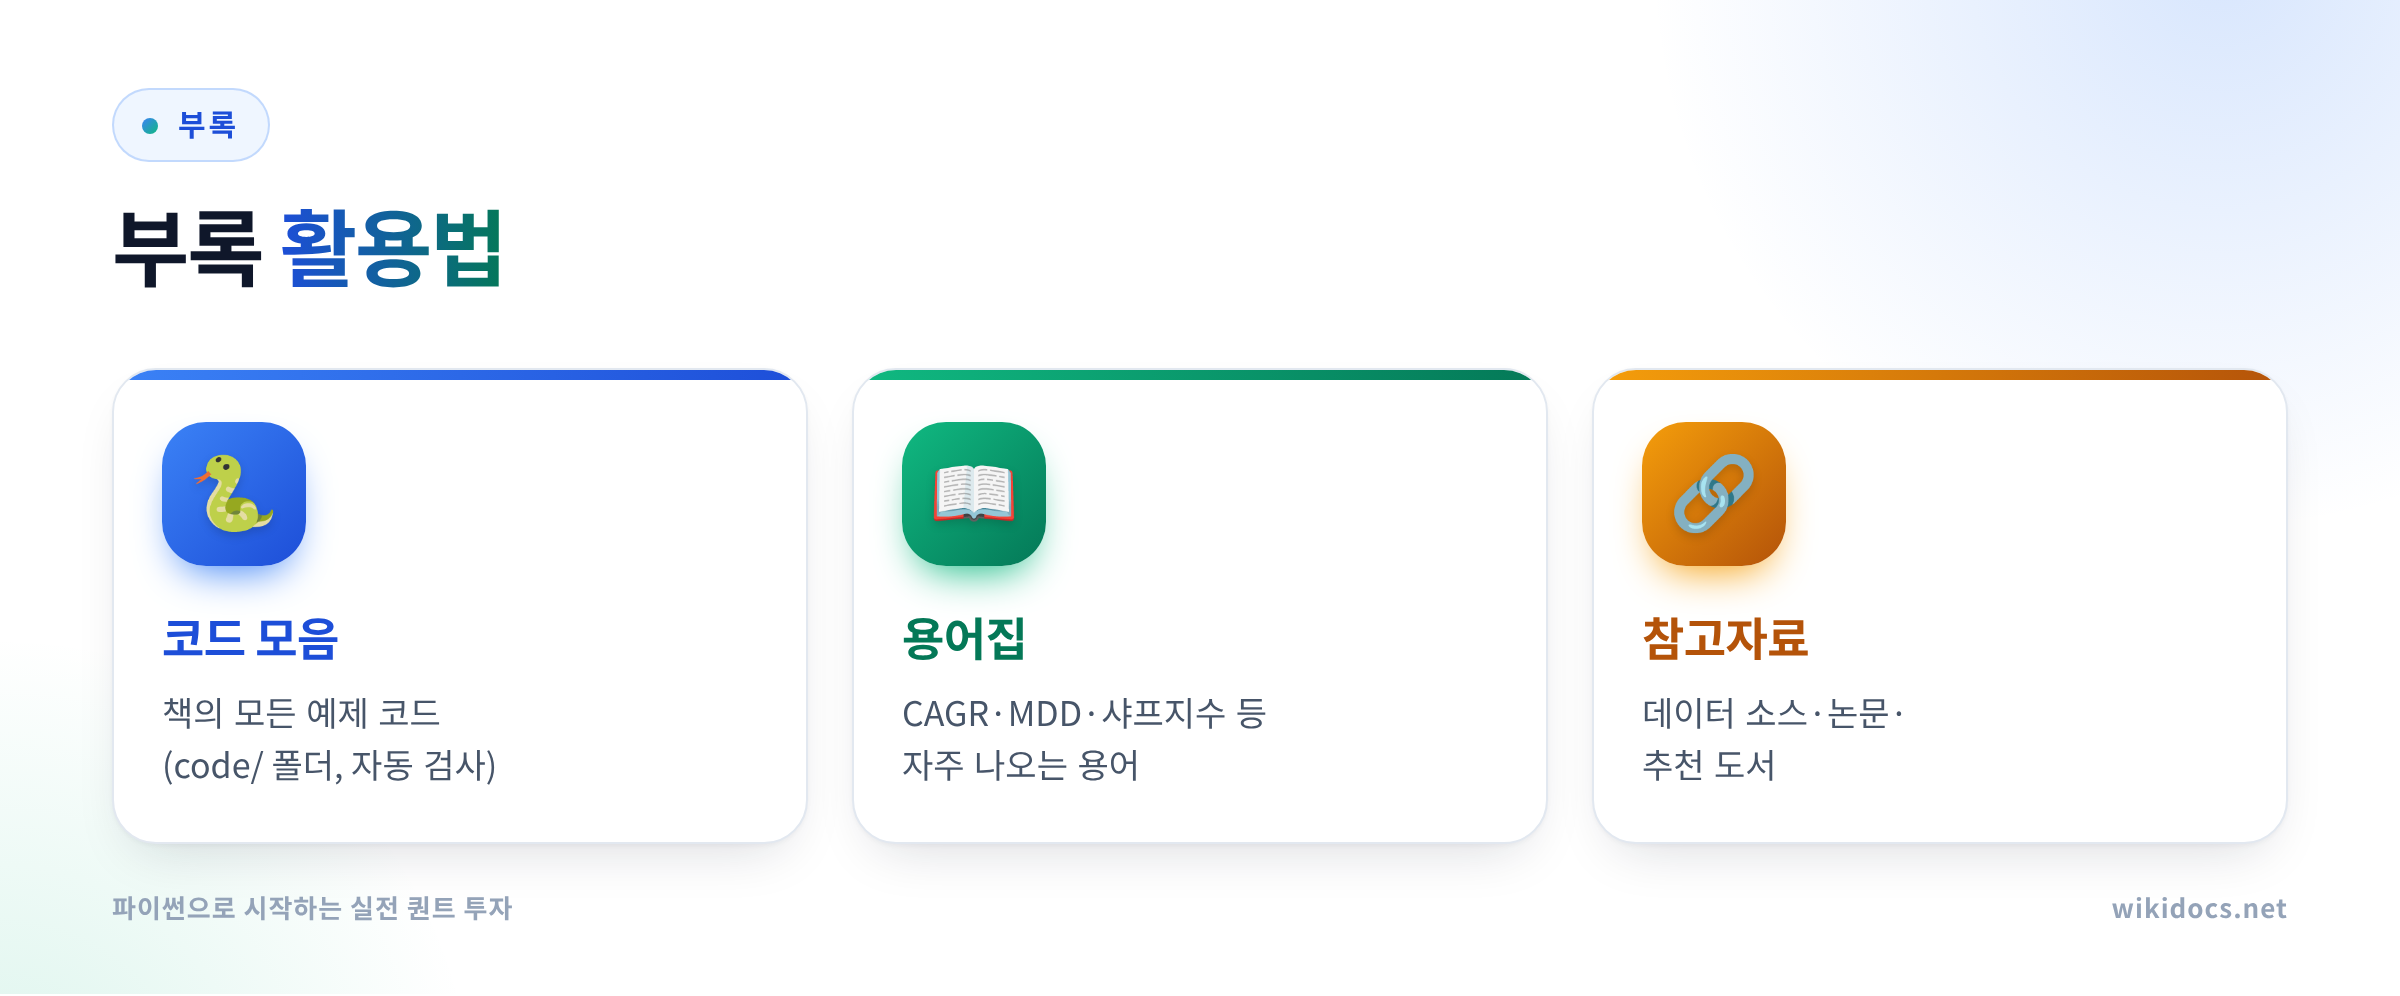 부록
부록 활용법
코드 모음
책의 모든 예제 코드
(code/ 폴더, 자동 검사)
용어집
CAGR·MDD·샤프지수 등
자주 나오는 용어
참고자료
데이터 소스·논문·
추천 도서
파이썬으로 시작하는 실전 퀀트 투자
wikidocs.net